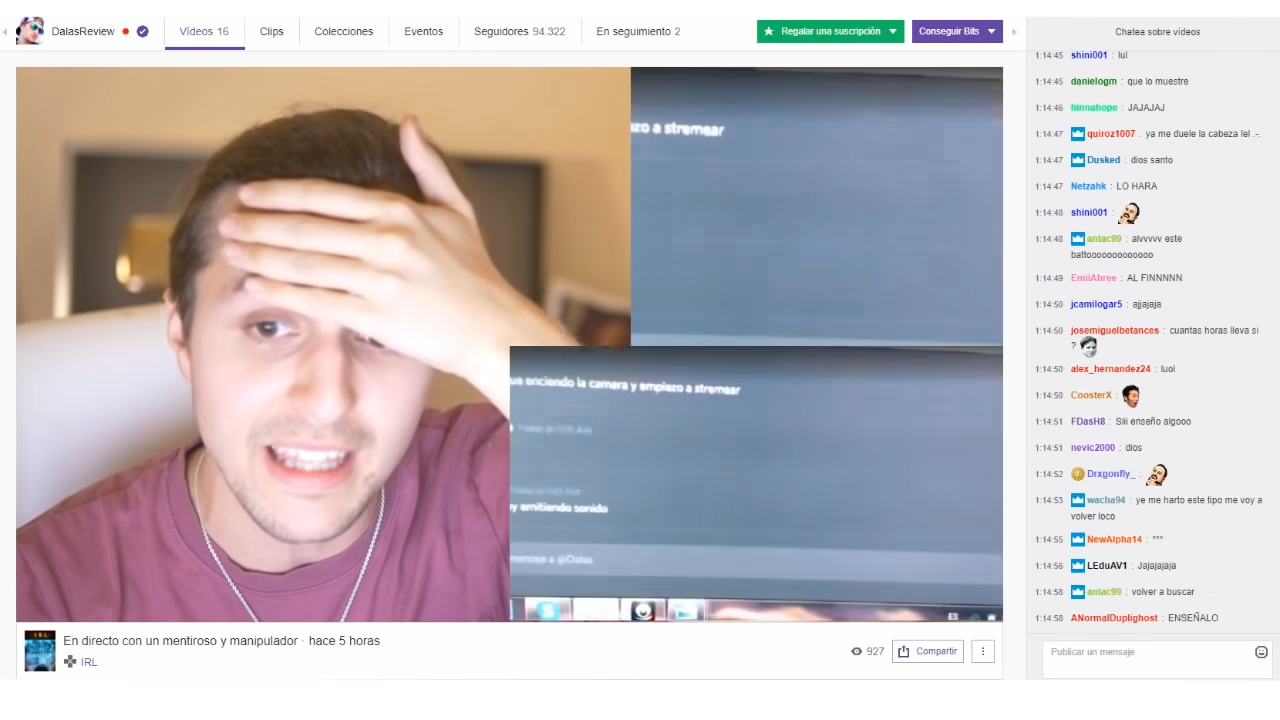 DalasReview
Vídeos 16
Clips
Colecciones
Eventos
Seguidores 94.322
En seguimiento 2
Regalar una suscripción
Conseguir Bits
zo a stremear
ue enciendo la camara y empiezo a stremear
y emitiendo sonido
mensaje a @Dalas
ES
En directo con un mentiroso y manipulador · hace 5 horas
IRL
IRL
927
Compartir
Chatea sobre vídeos
1:14:45 shini001 : lul
1:14:45 danielogm : que lo muestre
1:14:46 hinnahope : JAJAJAJ
1:14:47 quiroz1007 : ya me duele la cabeza lel .-.
1:14:47 Dusked : dios santo
1:14:47 Netzahk : LO HARA
1:14:48 shini001 :
1:14:48 antac99 : alvvvvv este
battoooooooooooo
1:14:49 EmiiAhree : AL FINNNNN
1:14:50 jcamilogar5 : ajjajaja
1:14:50 josemiguelbetances : cuantas horas lleva si
?
1:14:50 alex_hernandez24 : luol
1:14:50 CoosterX :
1:14:51 FDasH8 : Siii enseño algooo
1:14:51 nevic2000 : dios
1:14:52 Drxgonfly_ :
1:14:53 wacha94 : ye me harto este tipo me voy a
volver loco
1:14:55 NewAlpha14 : ***
1:14:56 LEduAV1 : Jajajajaja
1:14:58 antac99 : volver a buscar
1:14:58 ANormalDuplighost : ENSEÑALO
Publicar un mensaje